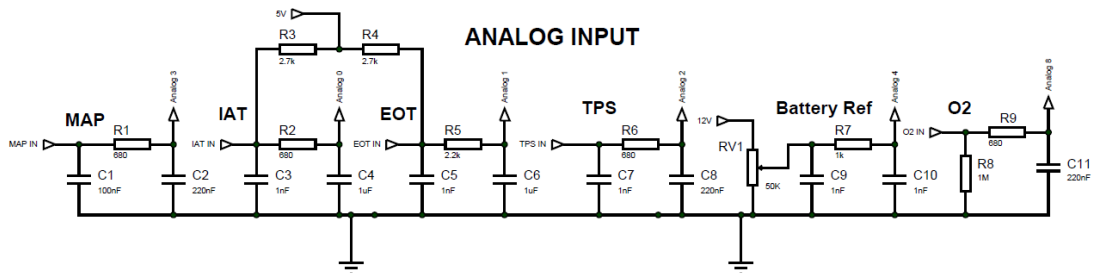 ANALOG INPUT
5V
R3
2.7k
R4
2.7k
MAP
MAP IN
R1
680
Analog 3
C1
100nF
C2
220nF
IAT
IAT IN
R2
680
Analog 0
C3
1nF
C4
1uF
EOT
EOT IN
R5
2.2k
Analog 1
C5
1nF
C6
1uF
TPS
TPS IN
R6
680
Analog 2
C7
1nF
C8
220nF
Battery Ref
12V
RV1
50K
R7
1k
Analog 4
C9
1nF
C10
1nF
O2
O2 IN
R9
680
Analog 8
R8
1M
C11
220nF